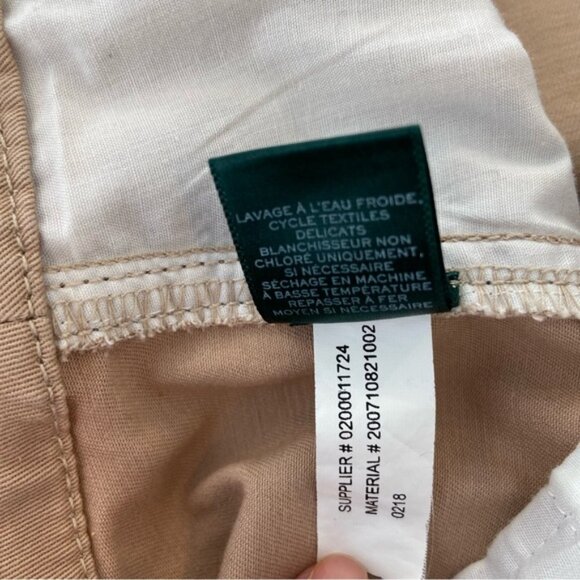 LAVAGE À L'EAU FROIDE,
CYCLE TEXTILES
DELICATS
BLANCHISSEUR NON
CHLORÉ UNIQUEMENT,
SI NÉCESSAIRE
SÉCHAGE EN MACHINE
À BASSE TEMPÉRATURE
REPASSER À FER
MOYEN SI NÉCESSAIRE
SUPPLIER # 0200011724
MATERIAL # 200710821002
0218